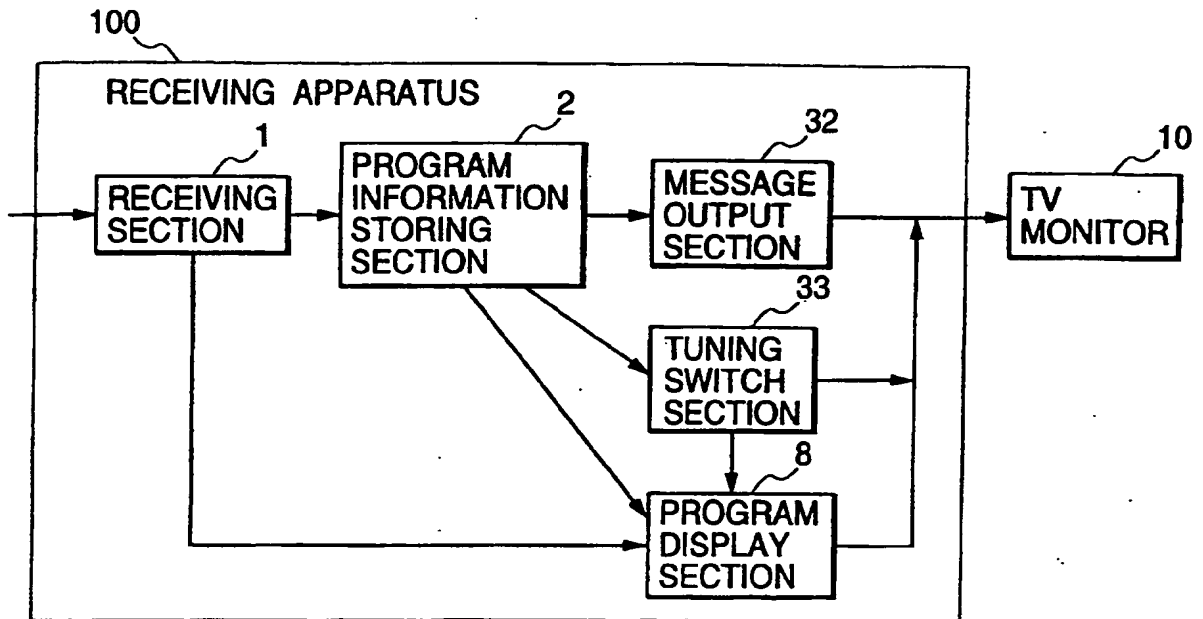 100
RECEIVING APPARATUS
1
RECEIVING
SECTION
2
PROGRAM
INFORMATION
STORING
SECTION
32
MESSAGE
OUTPUT
SECTION
10
TV
MONITOR
33
TUNING
SWITCH
SECTION
8
PROGRAM
DISPLAY
SECTION